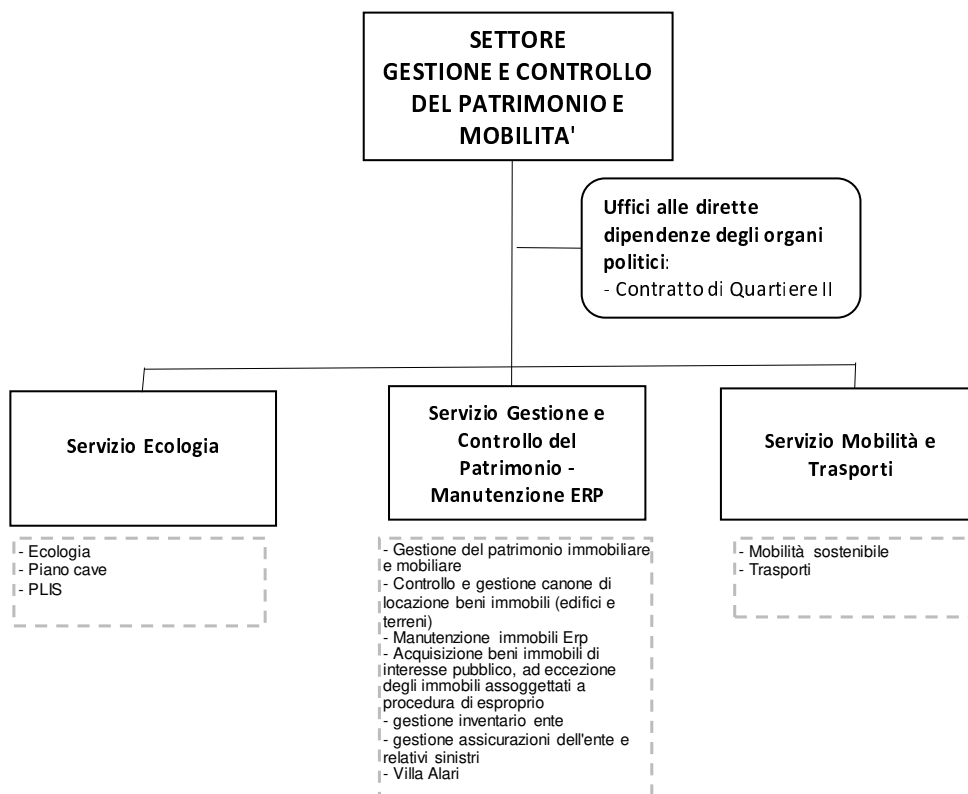 SETTORE
GESTIONE E CONTROLLO
DEL PATRIMONIO E
MOBILITA'
Uffici alle dirette
dipendenze degli organi
politici:
- Contratto di Quartiere II
Servizio Ecologia
- Ecologia
- Piano cave
- PLIS
Servizio Gestione e
Controllo del
Patrimonio -
Manutenzione ERP
- Gestione del patrimonio immobiliare
e mobiliare
- Controllo e gestione canone di
locazione beni immobili (edifici e
terreni)
- Manutenzione immobili Erp
- Acquisizione beni immobili di
interesse pubblico, ad eccezione
degli immobili assoggettati a
procedura di esproprio
- gestione inventario ente
- gestione assicurazioni dell'ente e
relativi sinistri
- Villa Alari
Servizio Mobilità e
Trasporti
- Mobilità sostenibile
- Trasporti